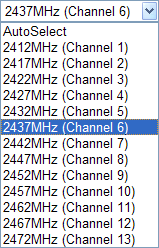 2437MHz (Channel 6)
AutoSelect
2412MHz (Channel 1)
2417MHz (Channel 2)
2422MHz (Channel 3)
2427MHz (Channel 4)
2432MHz (Channel 5)
2437MHz (Channel 6)
2442MHz (Channel 7)
2447MHz (Channel 8)
2452MHz (Channel 9)
2457MHz (Channel 10)
2462MHz (Channel 11)
2467MHz (Channel 12)
2472MHz (Channel 13)